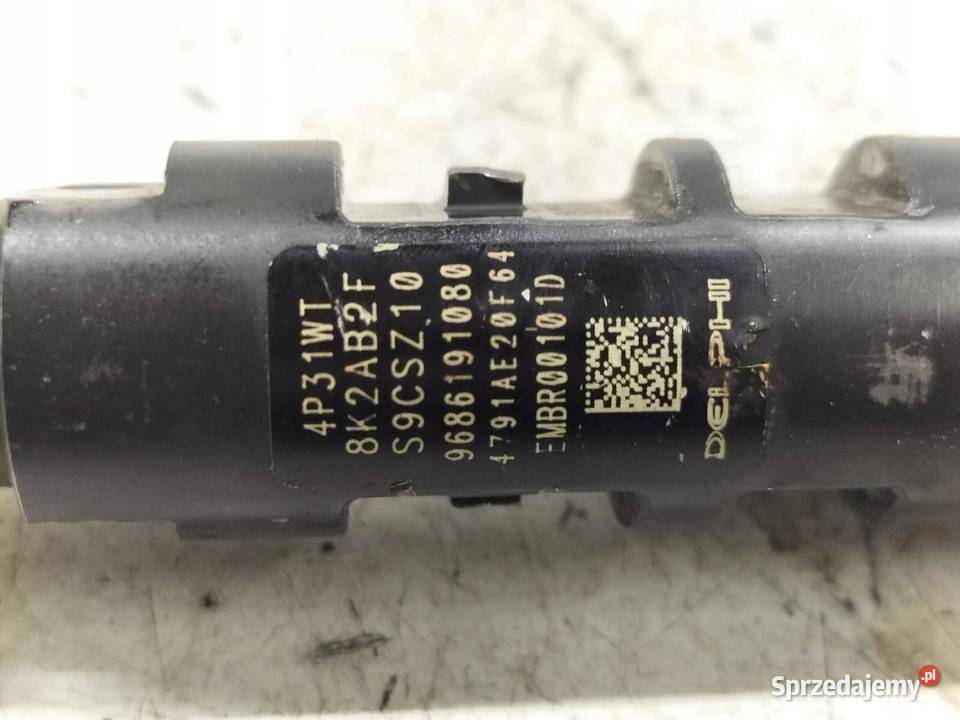 4P31WT
8K2AB2F
S9CSZ10
9686191080
4791AE20F64
EMBR00101D
DELPHI
Sprzedajemy.pl